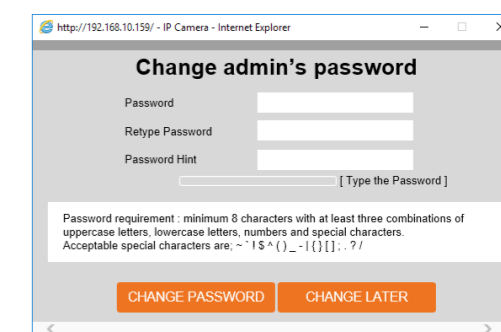 http://192.168.10.159/ - IP Camera - Internet Explorer
Change admin's password
Password
Retype Password
Password Hint
[ Type the Password ]
Password requirement : minimum 8 characters with at least three combinations of
uppercase letters, lowercase letters, numbers and special characters.
Acceptable special characters are; ~ ` ! $ ^ ( ) _ - | { } [ ] ; . ? /
CHANGE PASSWORD CHANGE LATER